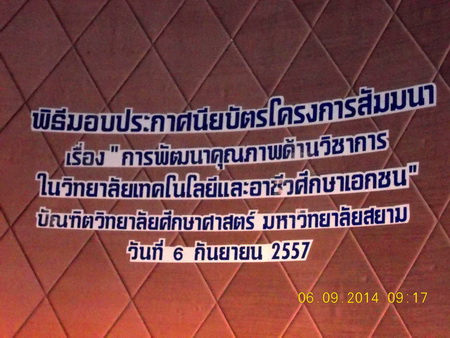 พิธีมอบประกาศนียบัตรโครงการสัมมนา
เรื่อง "การพัฒนาคุณภาพด้านวิชาการ
ในวิทยาลัยเทคโนโลยีและอาชีวศึกษาเอกชน"
บัณฑิตวิทยาลัยศึกษาศาสตร์ มหาวิทยาลัยสยาม
วันที่ 6 กันยายน 2557
06 09 2014 09:17